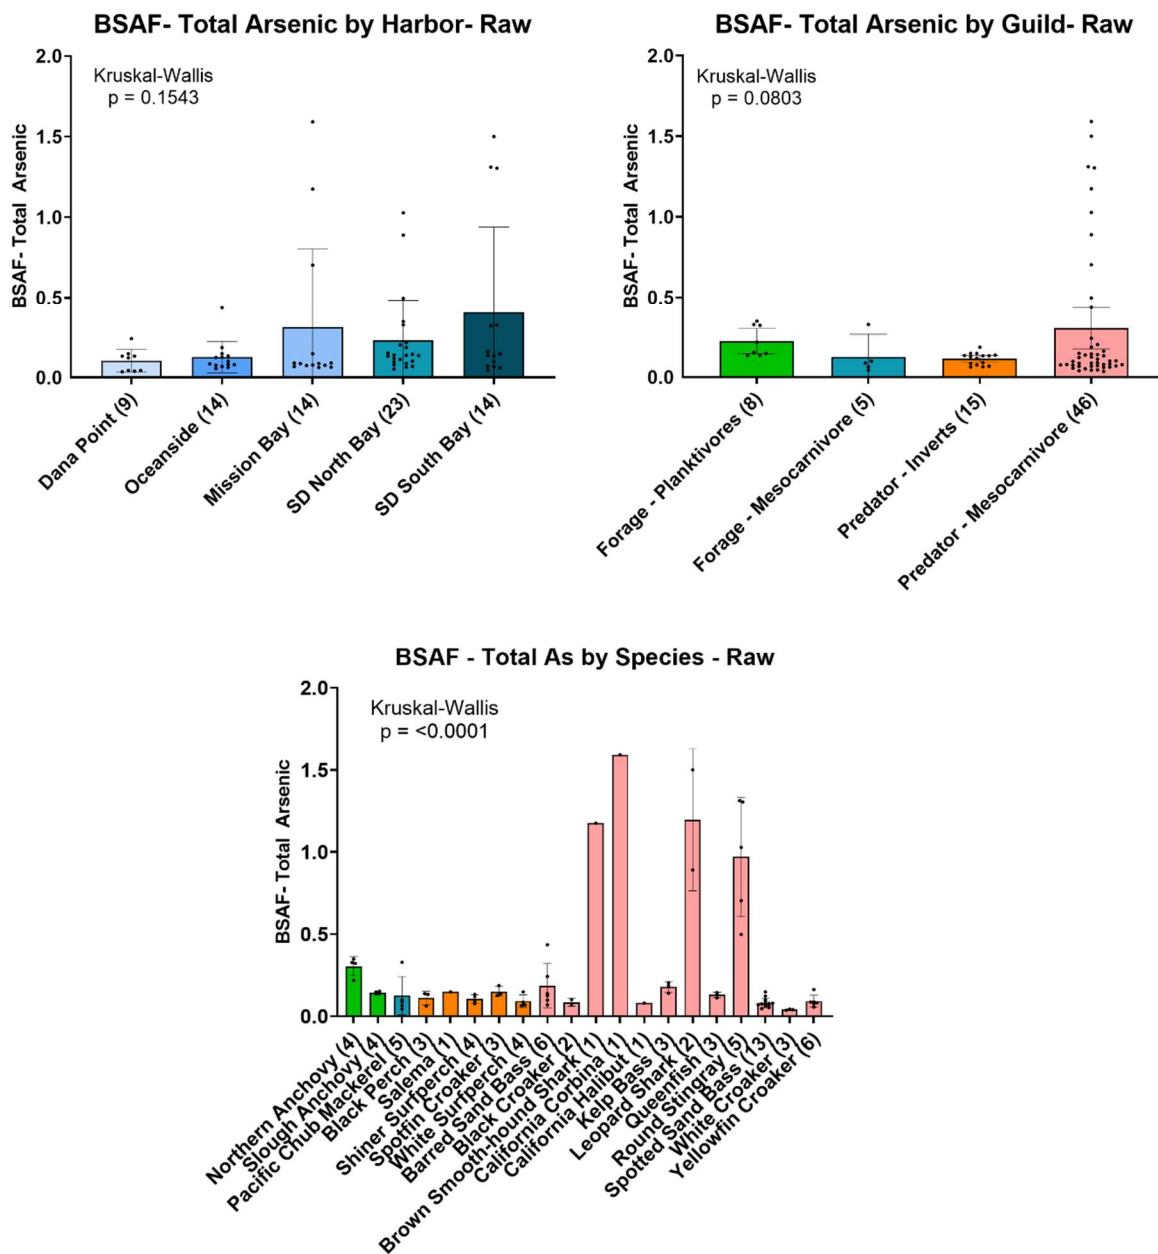 BSAF- Total Arsenic by Harbor- Raw
Kruskal-Wallis
p = 0.1543
BSAF- Total Arsenic
2.0
1.5
1.0
0.5
0.0
Dana Point (9)
Oceanside (14)
Mission Bay (14)
SD North Bay (23)
SD South Bay (14)
BSAF- Total Arsenic by Guild- Raw
Kruskal-Wallis
p = 0.0803
BSAF- Total Arsenic
2.0
1.5
1.0
0.5
0.0
Forage - Planktivores (8)
Forage - Mesocarnivore (5)
Predator - Inverts (15)
Predator - Mesocarnivore (46)
BSAF - Total As by Species - Raw
Kruskal-Wallis
p = <0.0001
BSAF- Total Arsenic
2.0
1.5
1.0
0.5
0.0
Northern Anchovy (4)
Slough Anchovy (4)
Pacific Chub Mackerel (5)
Black Perch (3)
Salema (1)
Shiner Surfperch (4)
Spotfin Croaker (3)
White Surfperch (4)
Barred Sand Bass (6)
Black Croaker (2)
Brown Smooth-hound Shark (1)
California Corbina (1)
California Halibut (1)
Kelp Bass (3)
Leopard Shark (2)
Queenfish (3)
Round Stingray (5)
Spotted Sand Bass (13)
White Croaker (3)
Yellowfin Croaker (6)